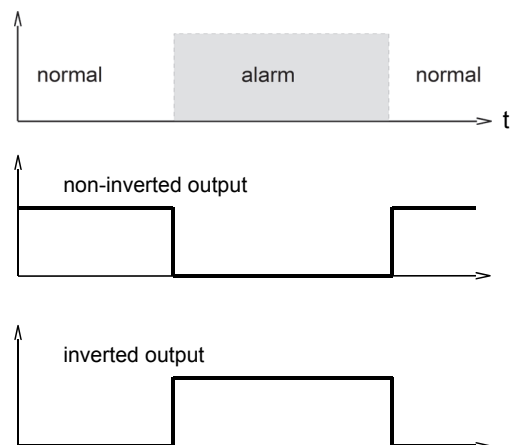 normal alarm normal
t
non-inverted output
inverted output